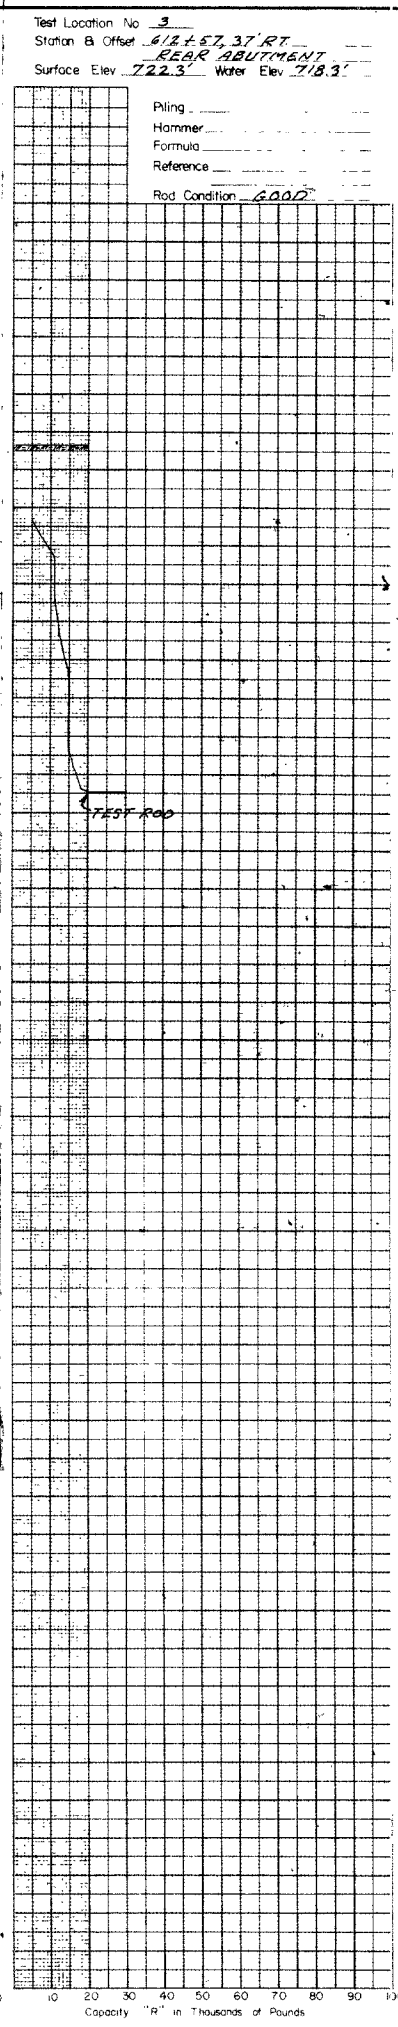 Test Location No 3
Station & Offset 612+57, 37' RT.
REAR ABUTMENT
Surface Elev 722.3' Water Elev 718.3'
Piling
Hammer
Formula
Reference
Rod Condition GOOD
TEST ROD
10 20 30 40 50 60 70 80 90
Capacity "R" in Thousands of Pounds